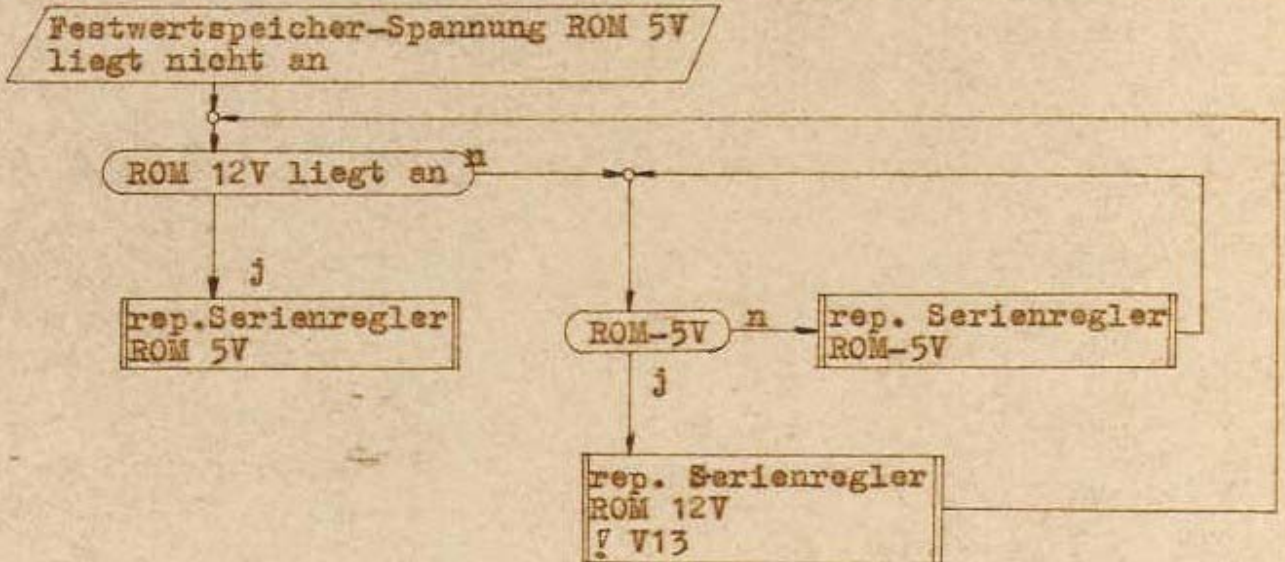 Festwertspeicher-Spannung ROM 5V
liegt nicht an
ROM 12V liegt an
n
j
rep.Serienregler
ROM 5V
ROM-5V
n
rep. Serienregler
ROM-5V
j
rep. Serienregler
ROM 12V
! V13